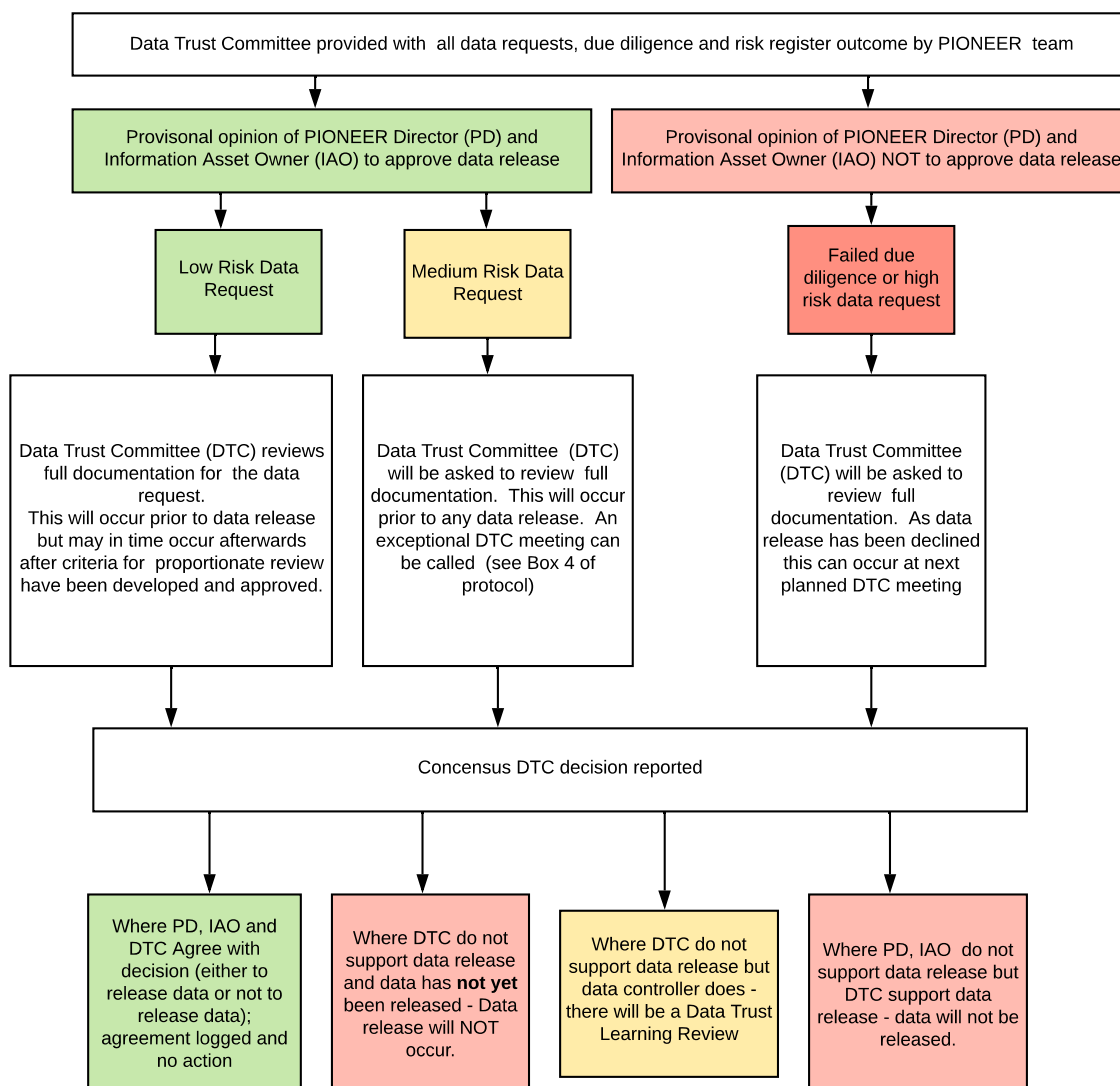 Data Trust Committee provided with  all data requests, due diligence and risk register outcome by PIONEER  team
Provisonal opinion of PIONEER Director (PD) and
Information Asset Owner (IAO) to approve data release
Provisonal opinion of PIONEER Director (PD) and
Information Asset Owner (IAO) NOT to approve data release
Low Risk Data
Request
Medium Risk Data
Request
Failed due
diligence or high
risk data request
Data Trust Committee (DTC) reviews
full documentation for  the data
request.
This will occur prior to data release
but may in time occur afterwards
after criteria for  proportionate review
have been developed and approved.
Data Trust Committee  (DTC)
will be asked to review  full
documentation.  This will occur
prior to any data release.  An
exceptional DTC meeting can
be called  (see Box 4 of
protocol)
Data Trust Committee
(DTC) will be asked to
review  full
documentation.  As data
release has been declined
this can occur at next
planned DTC meeting
Concensus DTC decision reported
Where PD, IAO and
DTC Agree with
decision (either to
release data or not to
release data);
agreement logged and
no action
Where DTC do not
support data release
and data has not yet
been released - Data
release will NOT
occur.
Where DTC do not
support data release but
data controller does -
there will be a Data Trust
Learning Review
Where PD, IAO  do not
support data release but
DTC support data
release - data will not be
released.